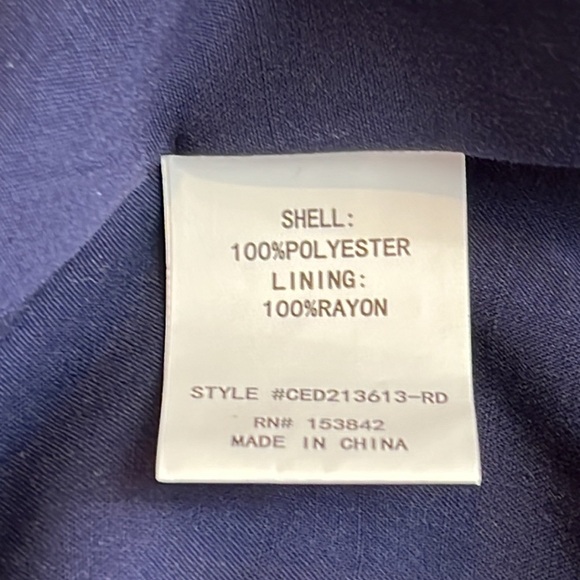 SHELL:
100%POLYESTER
LINING:
100%RAYON
STYLE #CED213613-RD
RN# 153842
MADE IN CHINA